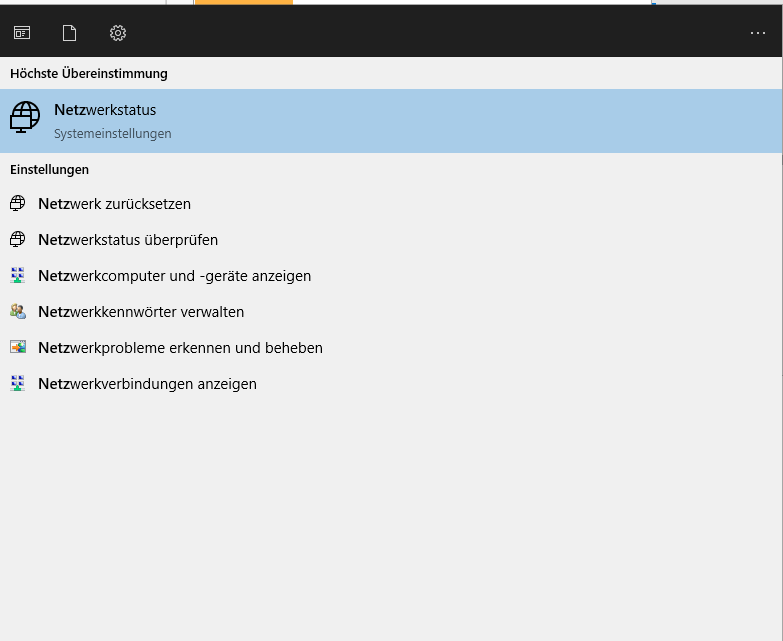 Höchste Übereinstimmung
Netzwerkstatus
Systemeinstellungen
Einstellungen
Netzwerk zurücksetzen
Netzwerkstatus überprüfen
Netzwerkcomputer und -geräte anzeigen
Netzwerkkennwörter verwalten
Netzwerkprobleme erkennen und beheben
Netzwerkverbindungen anzeigen